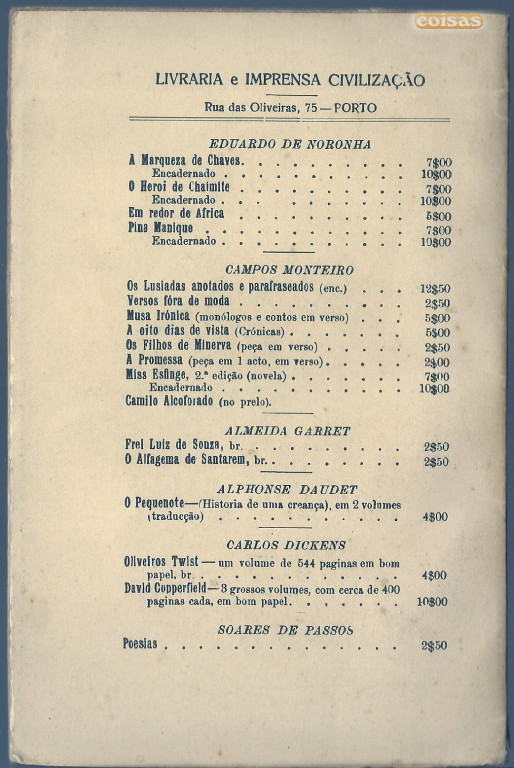 coisas
LIVRARIA e IMPRENSA CIVILIZAÇÃO
Rua das Oliveiras, 75 — PORTO
EDUARDO DE NORONHA
A Marqueza de Chaves. . . . . . . . . . 7$00
Encadernado . . . . . . . . . . 10$00
O Heroi de Chaimite . . . . . . . . . 7$00
Encadernado . . . . . . . . . . 10$00
Em redor de Africa . . . . . . . . . 5$00
Pina Manique . . . . . . . . . . 7$00
Encadernado . . . . . . . . . . 10$00
CAMPOS MONTEIRO
Os Lusiadas anotados e parafraseados (enc.) . . . 12$50
Versos fóra de moda . . . . . . . . . 2$50
Musa Irónica (monólogos e contos em verso) . . . 5$00
A oito dias de vista (Crónicas) . . . . . . 5$00
Os Filhos de Minerva (peça em verso) . . . . . 2$50
A Promessa (peça em 1 acto, em verso) . . . . . 2$00
Miss Esfinge, 2.ª edição (novela) . . . . . . 7$00
Encadernado . . . . . . . . . . 10$00
Camilo Alcoforado (no prelo).
ALMEIDA GARRET
Frei Luiz de Souza, br. . . . . . . . . 2$50
O Alfagema de Santarem, br. . . . . . . . 2$50
ALPHONSE DAUDET
O Pequenote—(Historia de uma creança), em 2 volumes
(traducção) . . . . . . . . . . 4$00
CARLOS DICKENS
Oliveiros Twist — um volume de 544 paginas em bom
papel, br . . . . . . . . . . . 4$00
David Copperfield—3 grossos volumes, com cerca de 400
paginas cada, em bom papel. . . . . . . 10$00
SOARES DE PASSOS
Poesias . . . . . . . . . . . . . 2$50